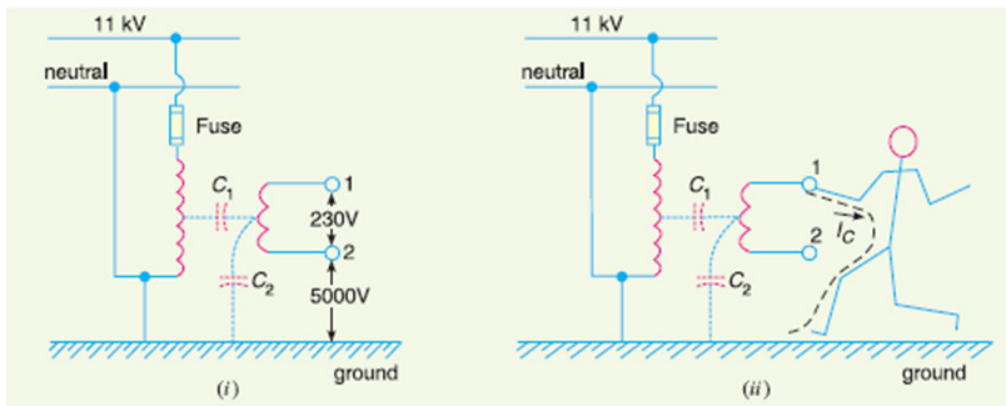 11 kV
neutral
Fuse
C1
1
230V
2
C2
5000V
ground
(i)
11 kV
neutral
Fuse
C1
1
2
IC
C2
ground
(ii)